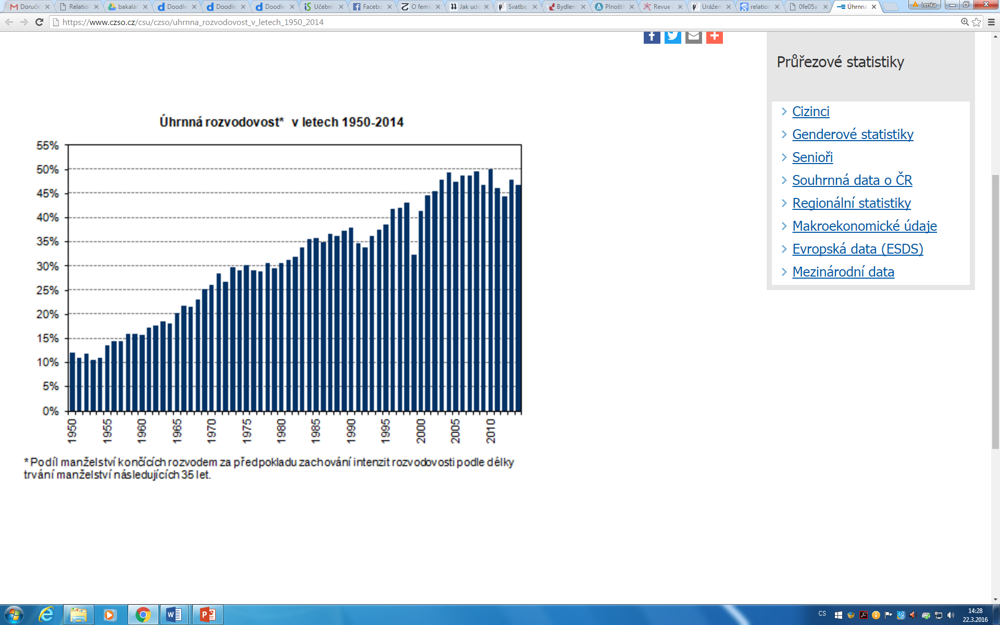 Doruče
Relatio
bakalář
Doodle
Doodle
Doodle
Učebni
Facebo
O femi
Jak udě
Svatba,
Bydlen
Plnoští
Revue
Urážen
relation
0fe05a
Úhrnná
Lenka
https://www.czso.cz/csu/czso/uhrnna_rozvodovost_v_letech_1950_2014
Průřezové statistiky
Cizinci
Genderové statistiky
Senioři
Souhrnná data o ČR
Regionální statistiky
Makroekonomické údaje
Evropská data (ESDS)
Mezinárodní data
Úhrnná rozvodovost* v letech 1950-2014
55%
50%
45%
40%
35%
30%
25%
20%
15%
10%
5%
0%
1950
1955
1960
1965
1970
1975
1980
1985
1990
1995
2000
2005
2010
* Podíl manželství končících rozvodem za předpokladu zachování intenzit rozvodovosti podle délky
trvání manželství následujících 35 let.
CS
14:28
22.3.2016